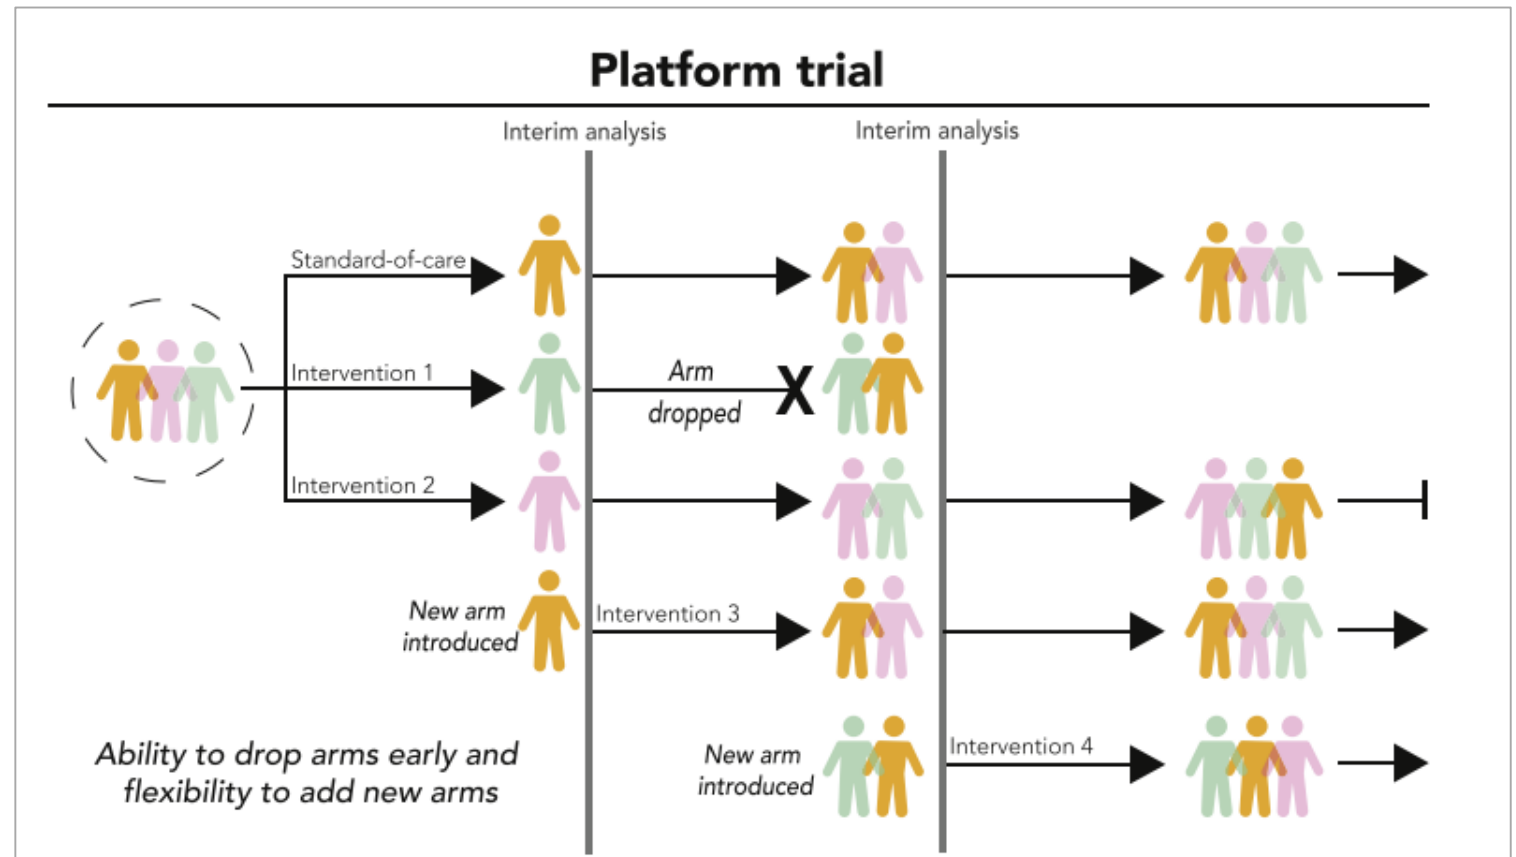 Platform trial
Interim analysis
Interim analysis
Standard-of-care
Intervention 1
Arm
dropped
X
Intervention 2
New arm
introduced
Intervention 3
New arm
introduced
Intervention 4
Ability to drop arms early and
flexibility to add new arms